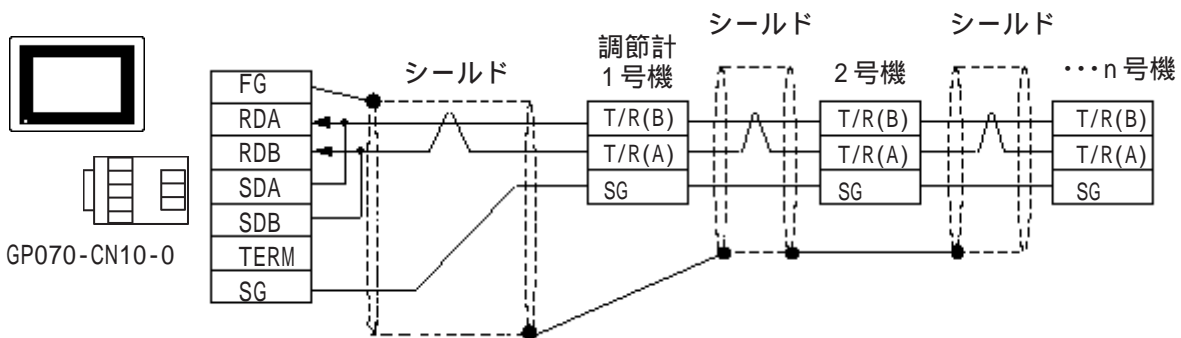 シールド
シールド
シールド
調節計
1号機
2号機
・・・n号機
FG
RDA
RDB
SDA
SDB
TERM
SG
T/R(B)
T/R(A)
SG
T/R(B)
T/R(A)
SG
T/R(B)
T/R(A)
SG
GP070-CN10-0